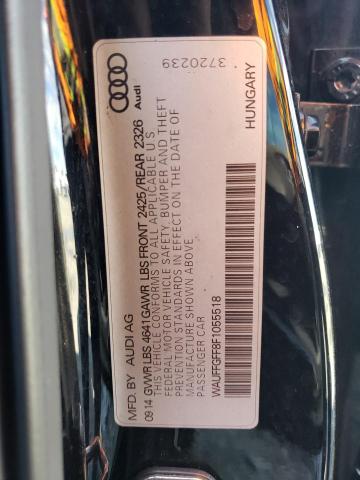 MFD. BY AUDI AG
09 14 GVWR LBS 4641 GAWR LBS FRONT 2425/REAR 2326
THIS VEHICLE CONFORMS TO ALL APPLICABLE U.S.
FEDERAL MOTOR VEHICLE SAFETY, BUMPER AND THEFT
PREVENTION STANDARDS IN EFFECT ON THE DATE OF
MANUFACTURE SHOWN ABOVE.
PASSENGER CAR
WAUFFGFF8F1055518
HUNGARY
Audi
3720239